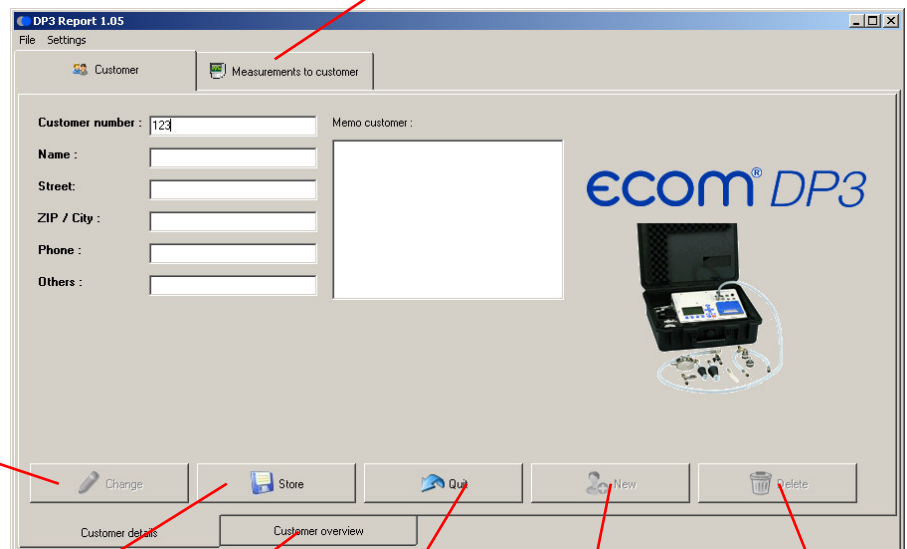 DP3 Report 1.05
File Settings
Customer
Measurements to customer
Customer number : 123
Memo customer :
Name :
Street:
ZIP / City :
Phone :
Others :
ecom® DP3
Change
Store
Quit
New
Delete
Customer details
Customer overview